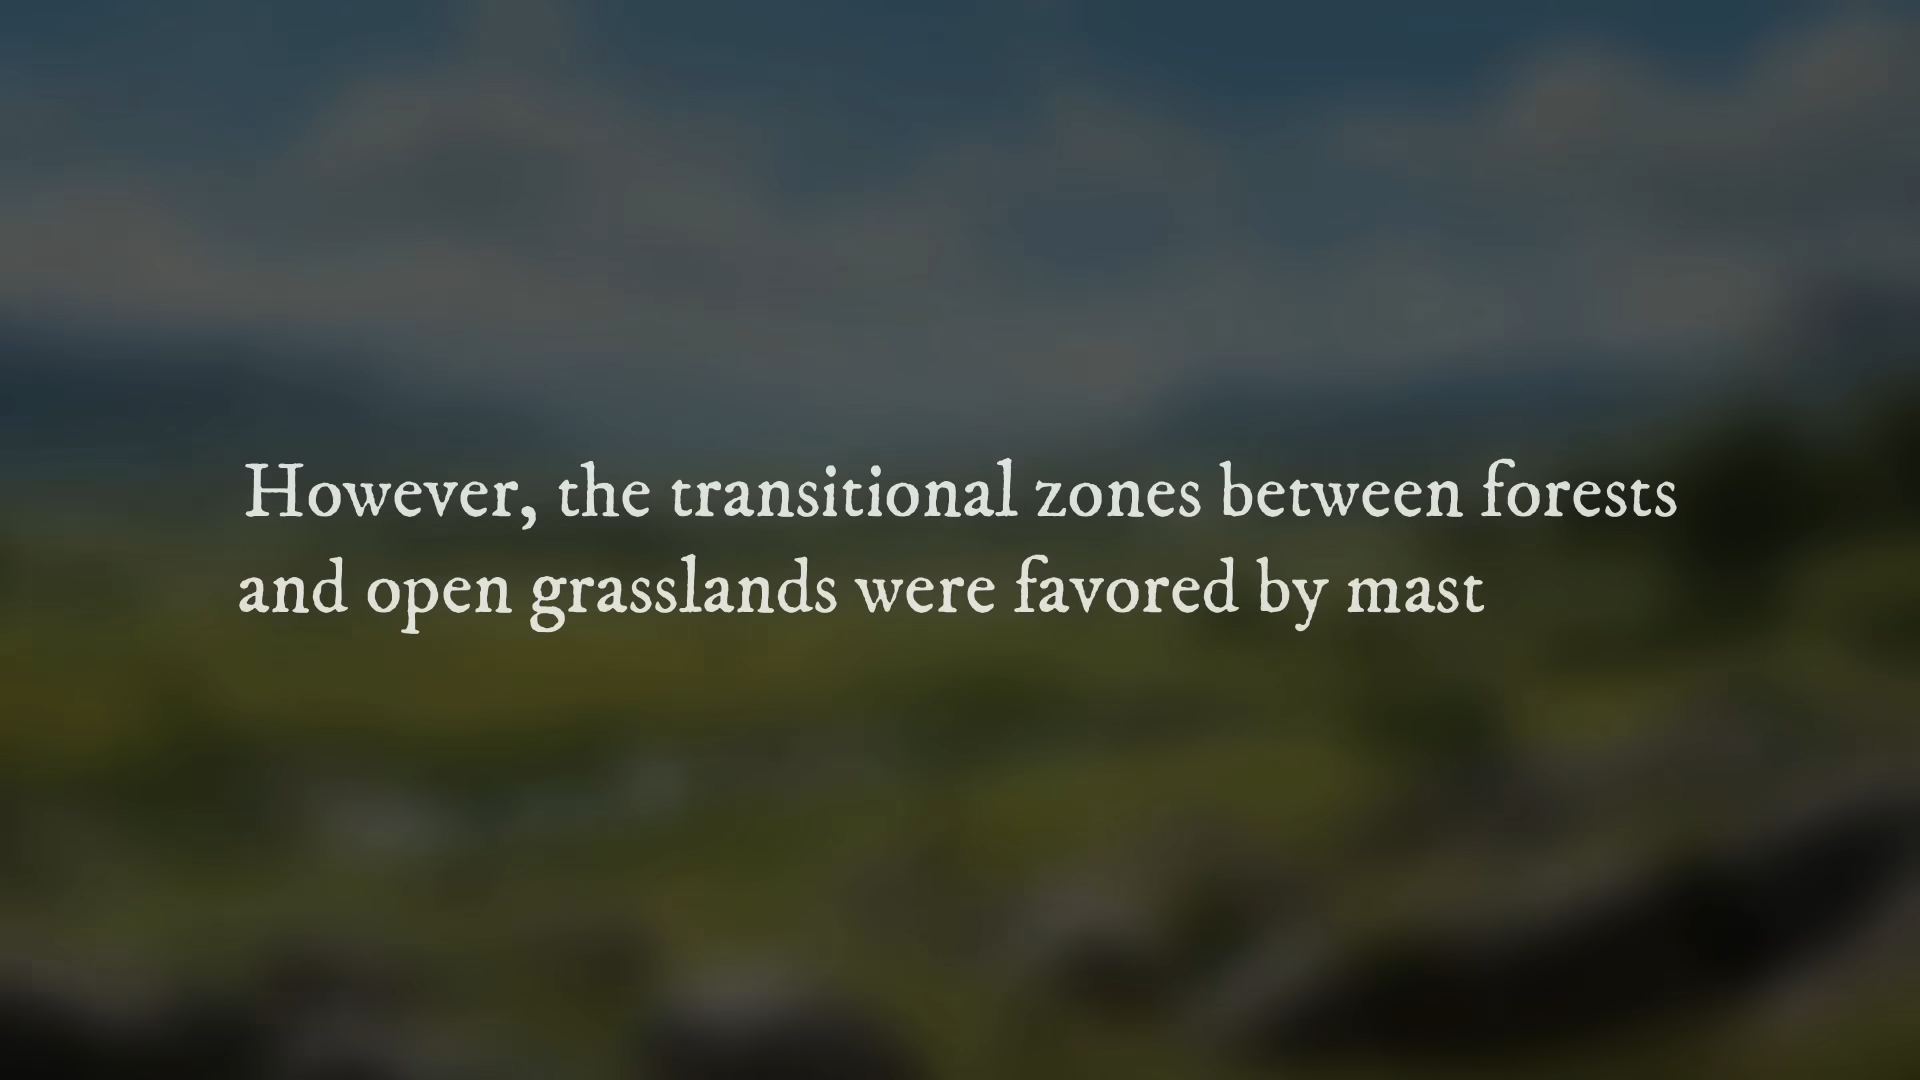 However, the transitional zones between forests
and open grasslands were favored by mast